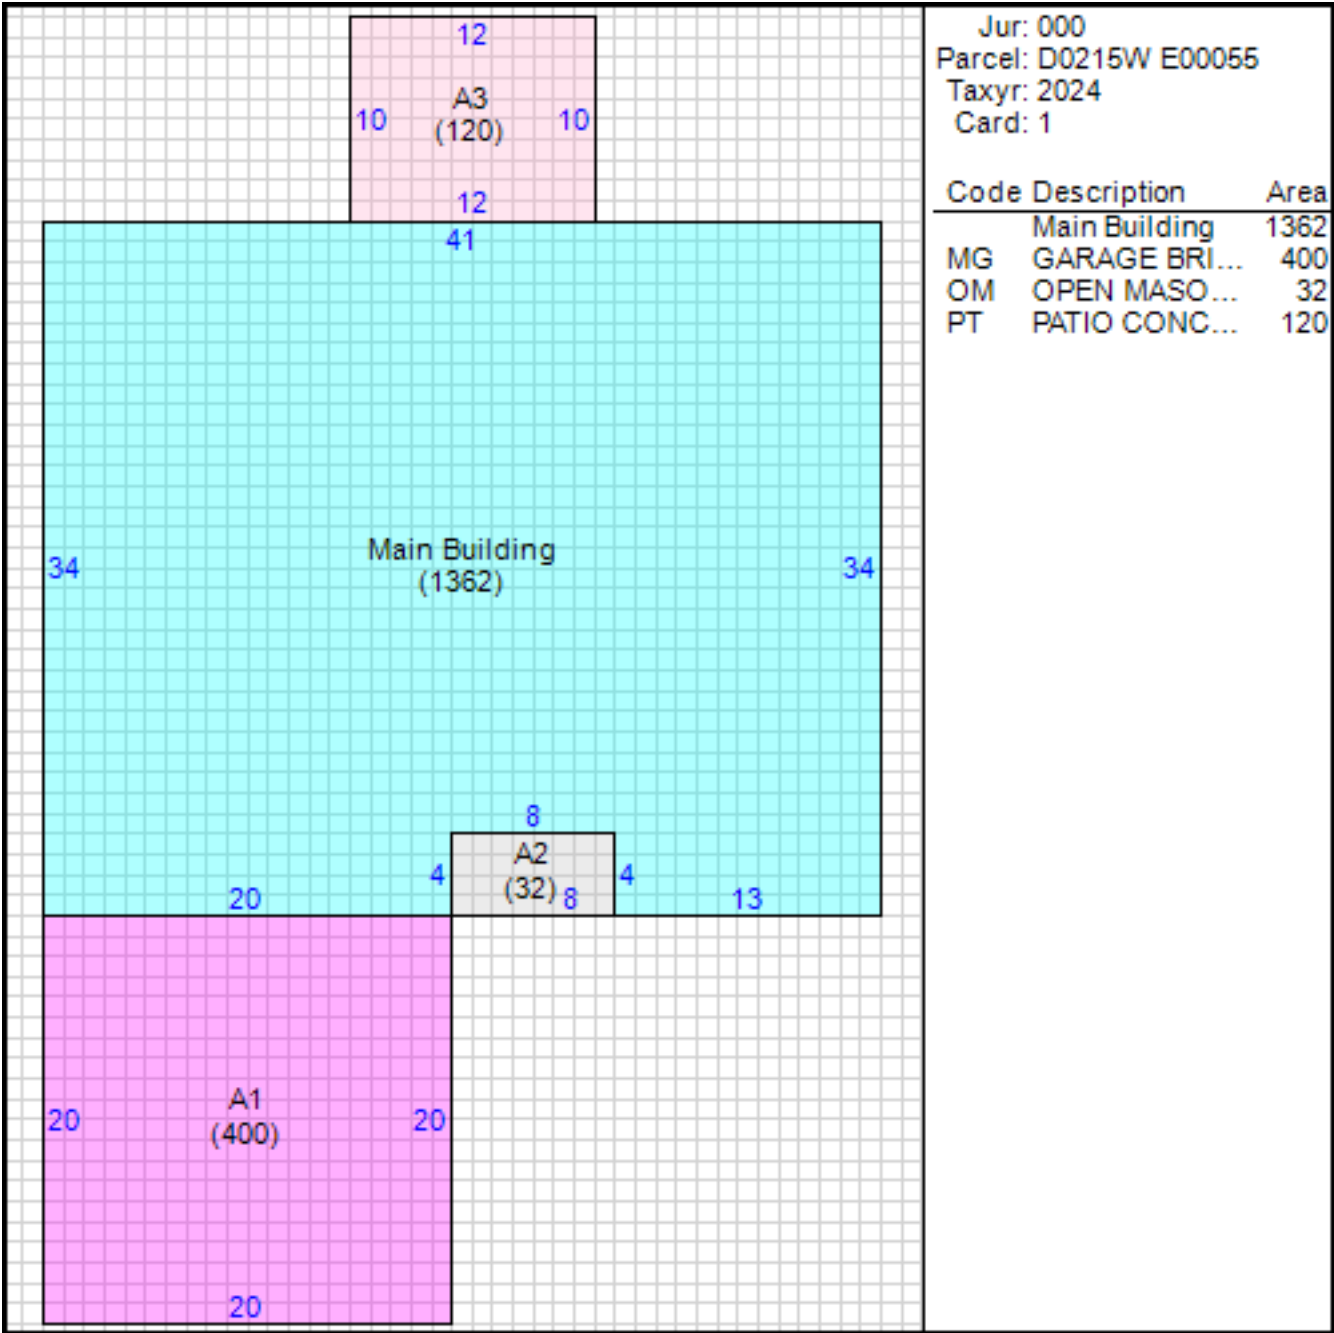 12
A3
10 10
(120)
12
41
Main Building
34 34
(1362)
8
A2
4 4
(32) 8
20 13
A1
20 20
(400)
20
Jur: 000
Parcel: D0215W E00055
Taxyr: 2024
Card: 1
Code Description Area
Main Building 1362
MG GARAGE BRI... 400
OM OPEN MASO... 32
PT PATIO CONC... 120